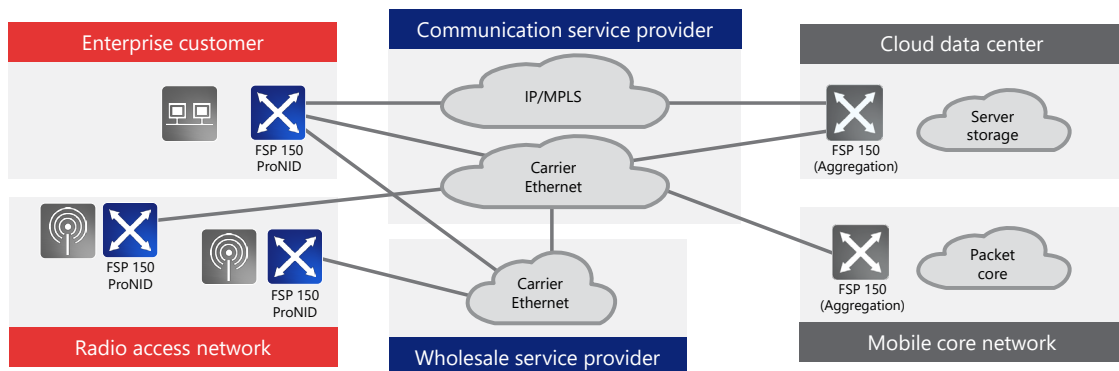 Enterprise customer
Communication service provider
Cloud data center
IP/MPLS
FSP 150
ProNID
Server
storage
FSP 150
(Aggregation)
Carrier
Ethernet
FSP 150
ProNID
FSP 150
ProNID
Carrier
Ethernet
Packet
core
FSP 150
(Aggregation)
Radio access network
Wholesale service provider
Mobile core network